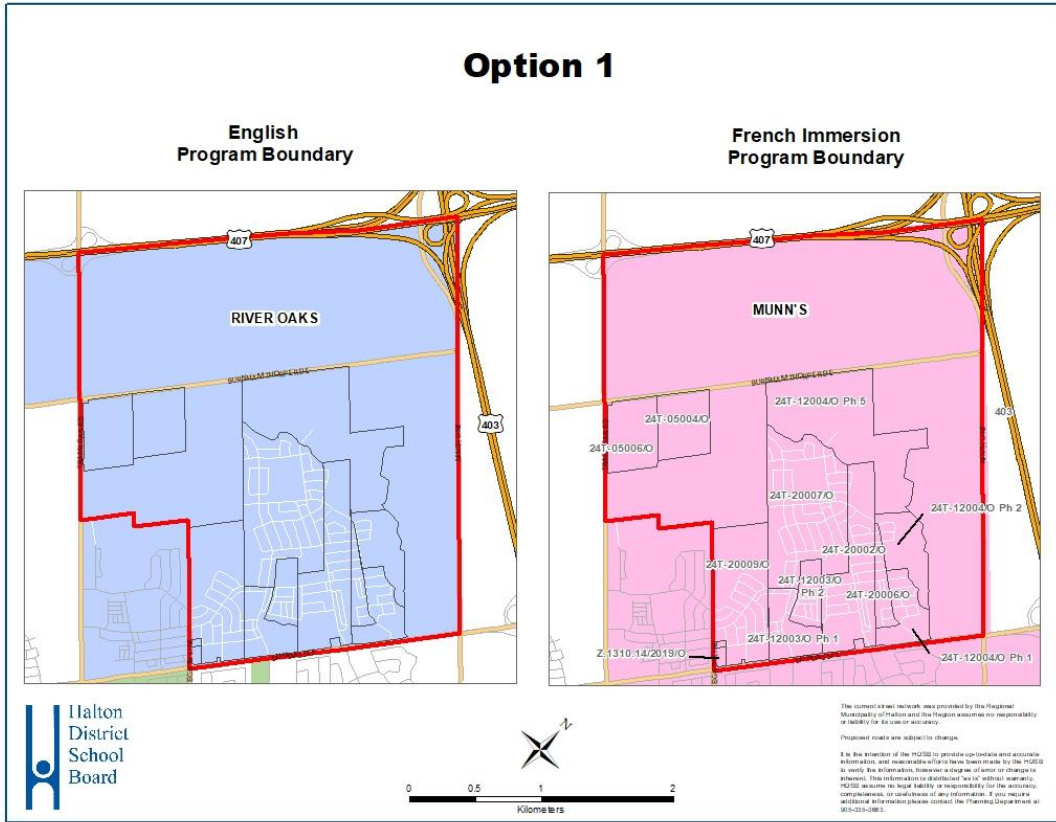 Option 1
English
Program Boundary
French Immersion
Program Boundary
407
RIVER OAKS
403
407
MUNN'S
24T-12004/O Ph 5
403
24T-05004/O
24T-05006/O
24T-20007/O
24T-12004/O Ph 2
24T-20002/O
24T-20009/O
24T-12003/O
Ph 2
24T-20006/O
24T-12003/O Ph 1
Z.1310.14/2019/O
24T-12004/O Ph 1
Halton
District
School
Board
N
0 0.5 1 2
Kilometers
The current street network was provided by the Regional
Municipality of Halton and the Region assumes no responsibility
or liability for its use or accuracy.
Proposed roads are subject to change.
It is the intention of the HDSB to provide up-to-date and accurate
information, and reasonable efforts have been made by the HDSB
to verify the information, however a degree of error or change is
inherent. This information is distributed "as is" without warranty.
HDSB assume no legal liability or responsibility for the accuracy,
completeness, or usefulness of any information. If you require
additional information please contact the Planning Department at